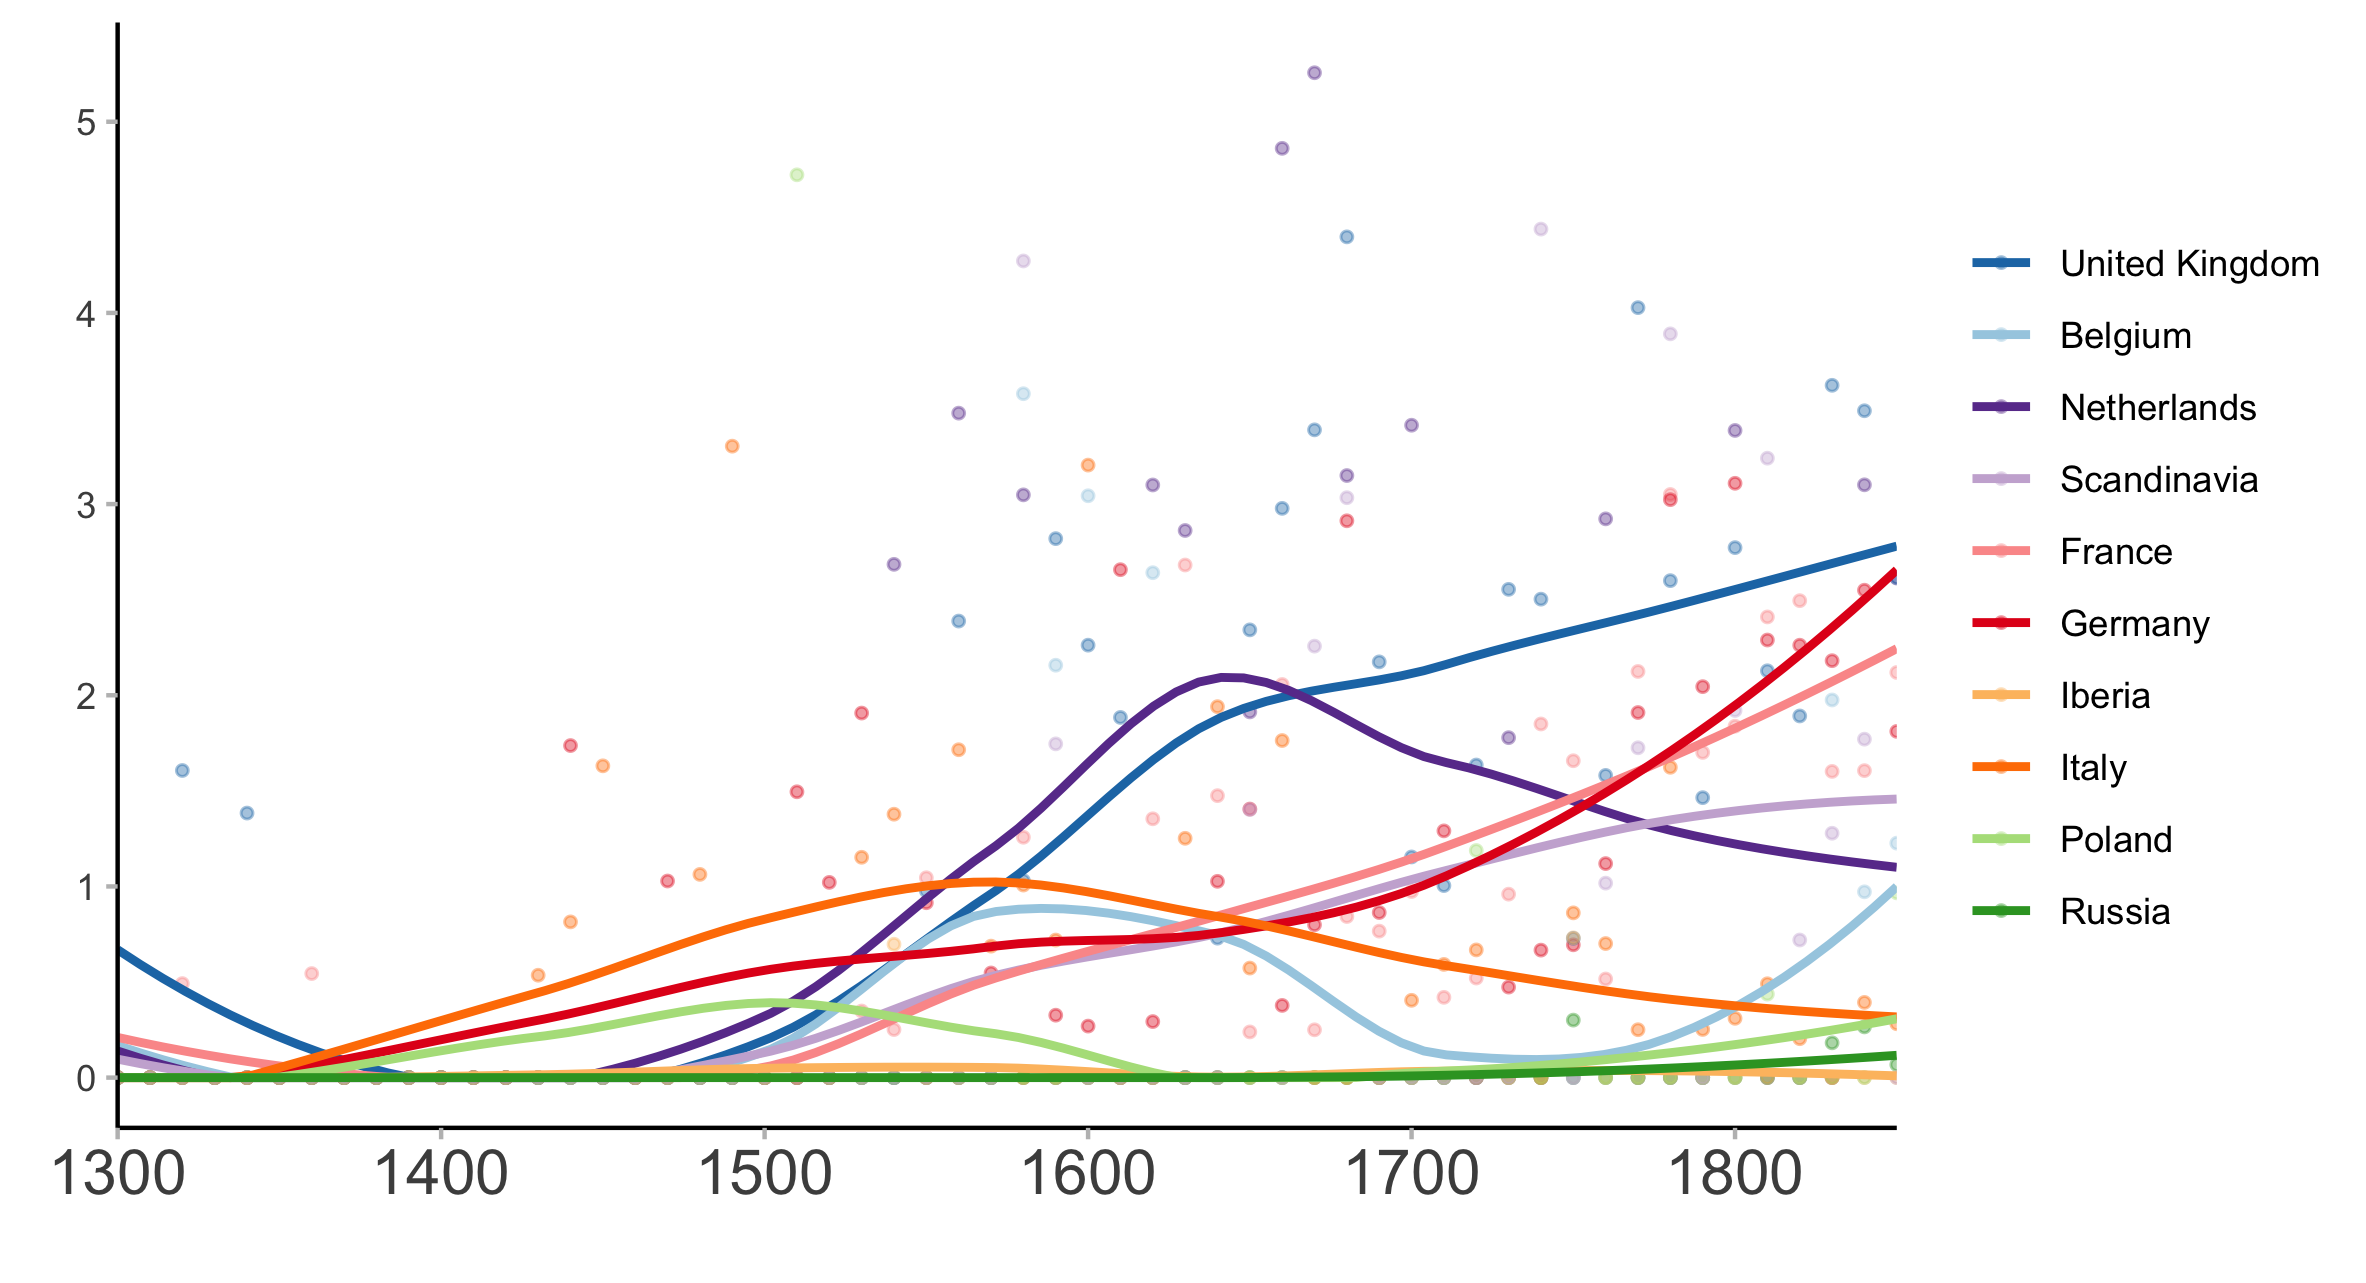 5
4
3
2
1
0
1300 1400 1500 1600 1700 1800
United Kingdom
Belgium
Netherlands
Scandinavia
France
Germany
Iberia
Italy
Poland
Russia